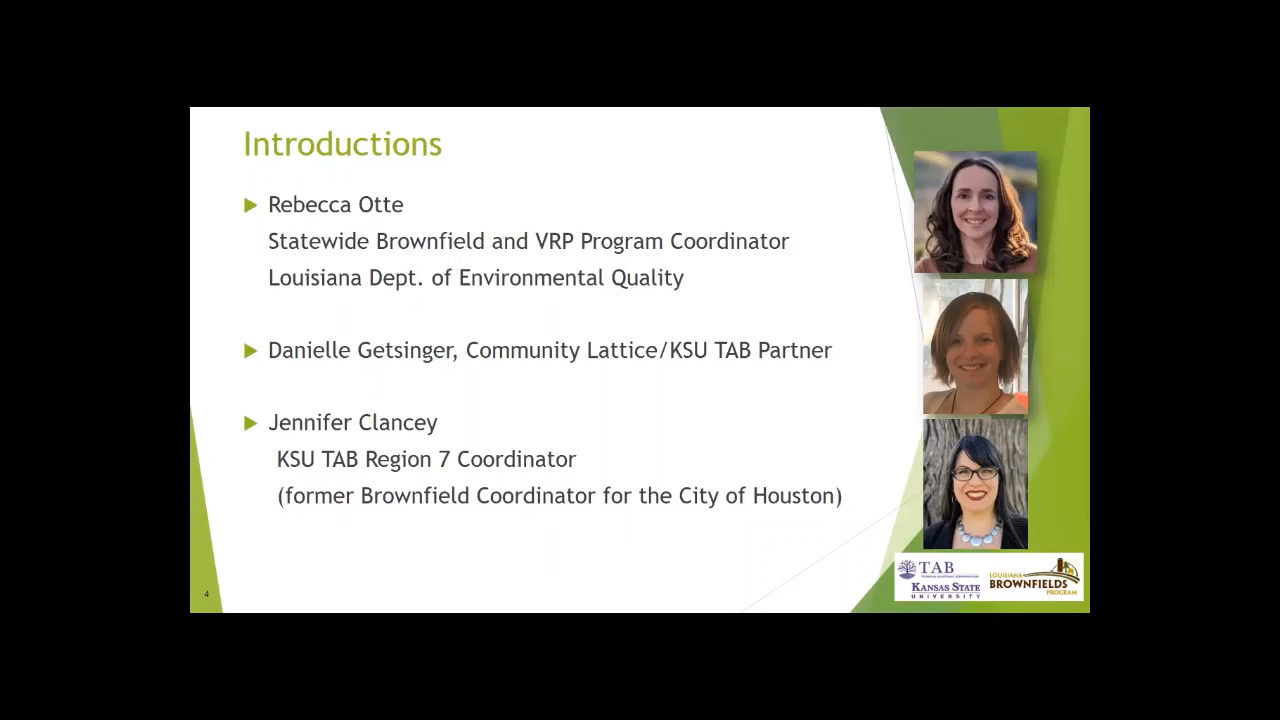 Introductions
Rebecca Otte
Statewide Brownfield and VRP Program Coordinator
Louisiana Dept. of Environmental Quality
Danielle Getsinger, Community Lattice/KSU TAB Partner
Jennifer Clancey
KSU TAB Region 7 Coordinator
(former Brownfield Coordinator for the City of Houston)
4
TAB
KANSAS STATE
UNIVERSITY
LOUISIANA
BROWNFIELDS
PROGRAM